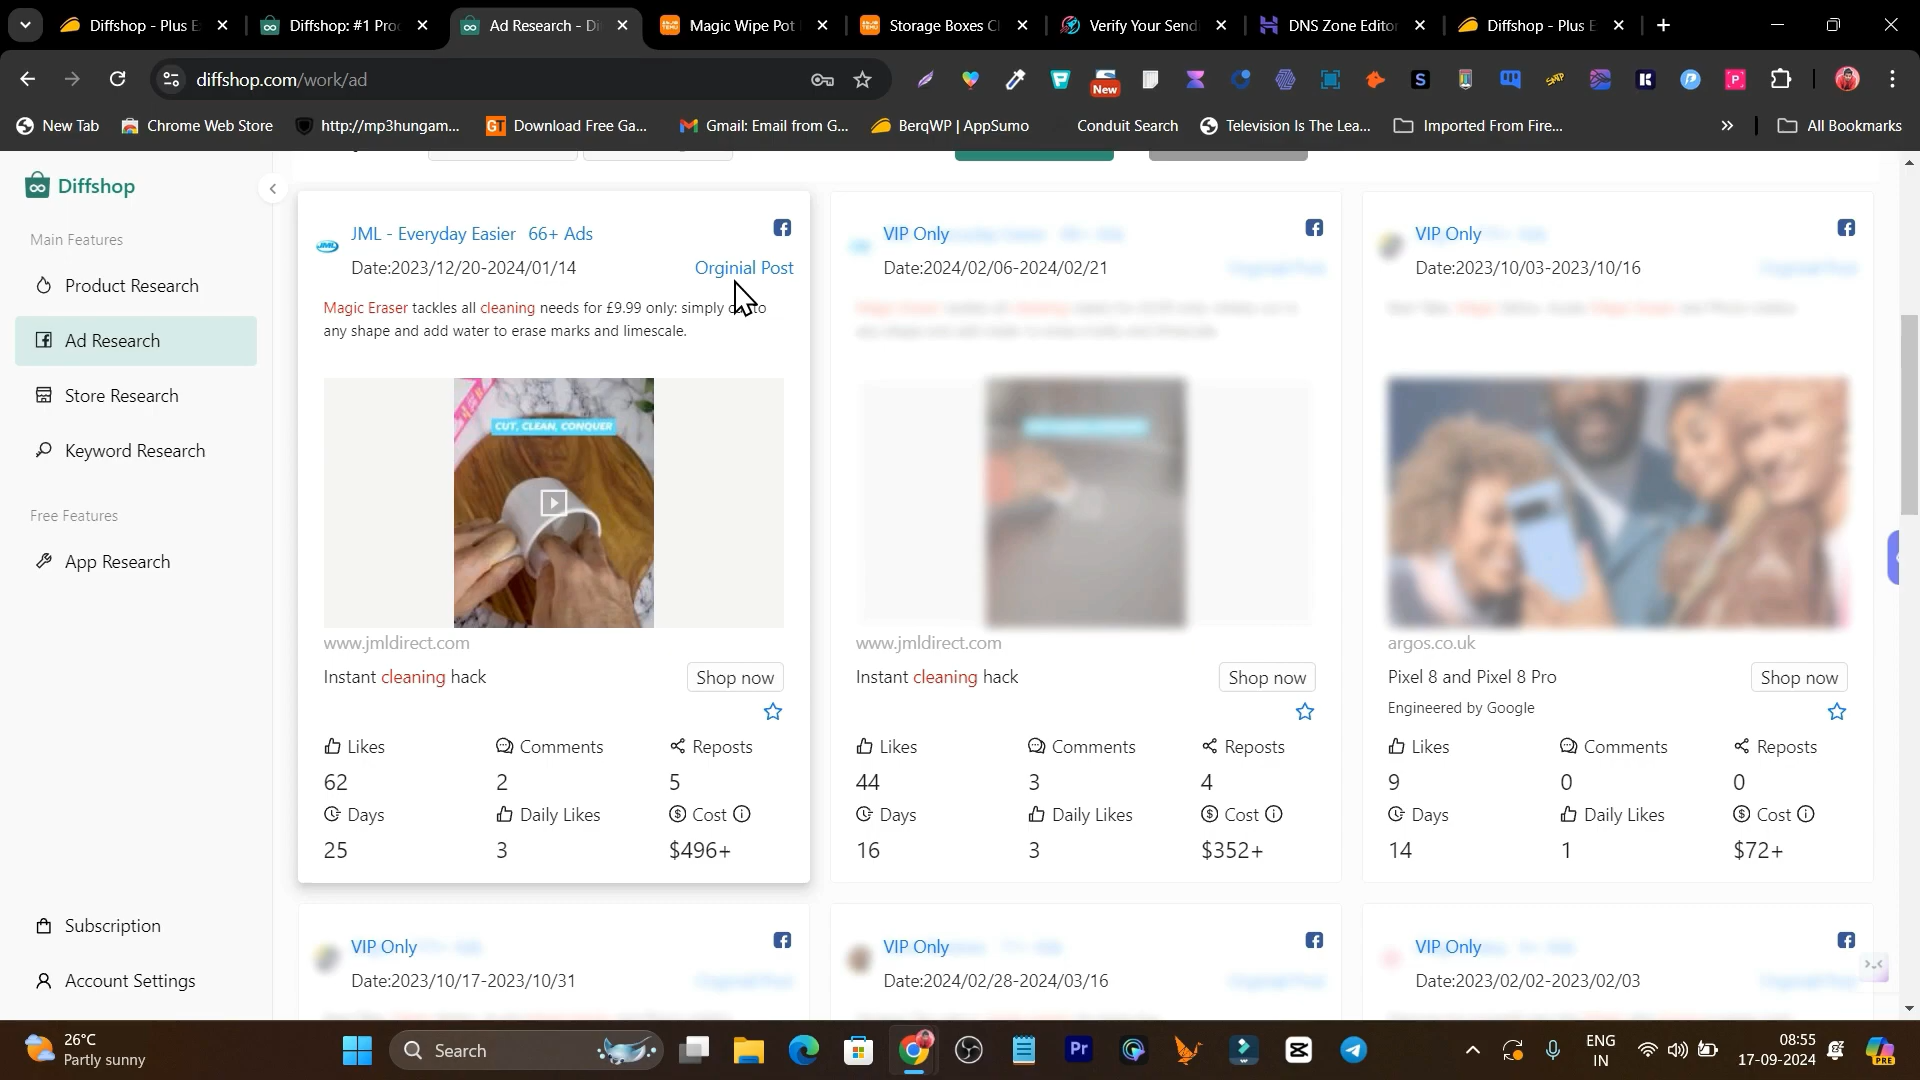 Diffshop - Plus E
Diffshop: #1 Pro
Ad Research - Di
Magic Wipe Pot
Storage Boxes C
Verify Your Send
DNS Zone Editor
Diffshop - Plus E
diffshop.com/work/ad
New
New Tab
Chrome Web Store
http://mp3hungam...
Download Free Ga...
Gmail: Email from G...
BerqWP | AppSumo
Conduit Search
Television Is The Lea...
Imported From Fire...
All Bookmarks
Diffshop
Main Features
Product Research
Ad Research
Store Research
Keyword Research
Free Features
App Research
Subscription
Account Settings
JML - Everyday Easier 66+ Ads
Date:2023/12/20-2024/01/14
Orginial Post
Magic Eraser tackles all cleaning needs for £9.99 only: simply to
any shape and add water to erase marks and limescale.
CUT, CLEAN, CONQUER
www.jmldirect.com
Instant cleaning hack
Shop now
Likes Comments Reposts
62 2 5
Days Daily Likes Cost
25 3 $496+
VIP Only
Date:2024/02/06-2024/02/21
www.jmldirect.com
Instant cleaning hack
Shop now
Likes Comments Reposts
44 3 4
Days Daily Likes Cost
16 3 $352+
VIP Only
Date:2023/10/03-2023/10/16
argos.co.uk
Pixel 8 and Pixel 8 Pro
Shop now
Engineered by Google
Likes Comments Reposts
9 0 0
Days Daily Likes Cost
14 1 $72+
VIP Only
Date:2023/10/17-2023/10/31
VIP Only
Date:2024/02/28-2024/03/16
VIP Only
Date:2023/02/02-2023/02/03
26°C
Partly sunny
Search
ENG
IN
08:55
17-09-2024